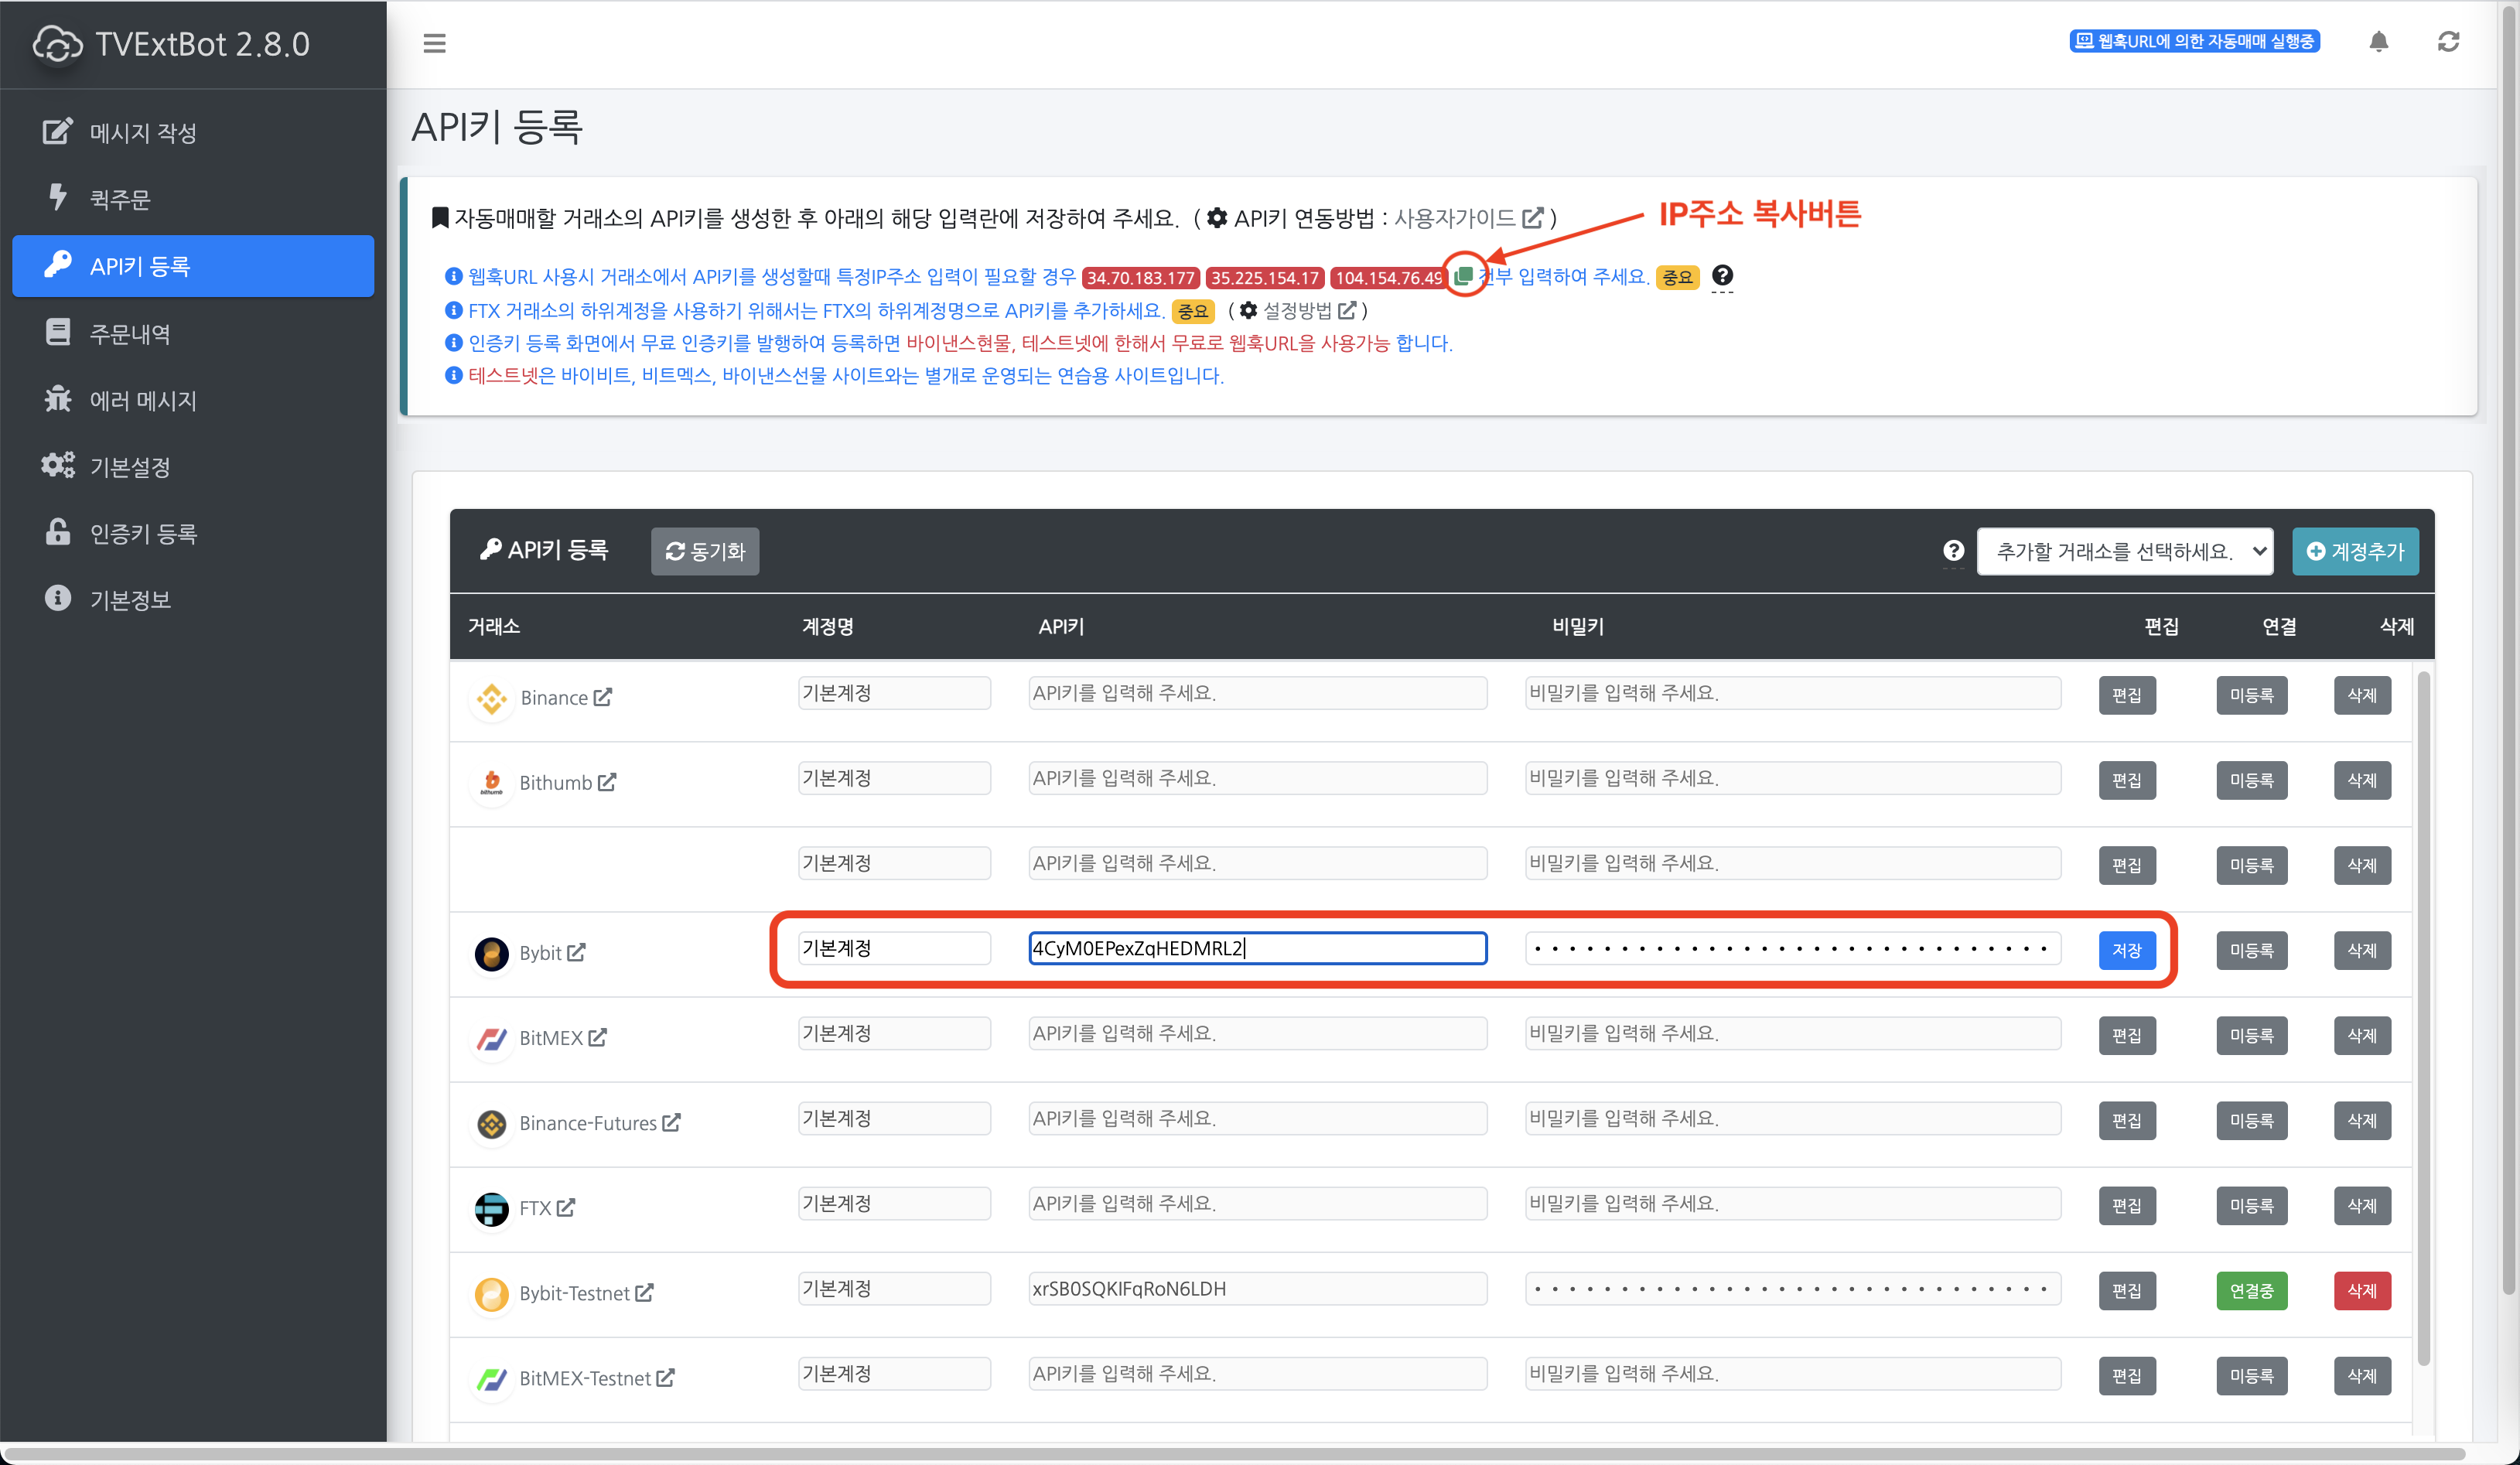 TVExtBot 2.8.0
웹훅URL에 의한 자동매매 실행중
메시지 작성
퀵주문
API키 등록
주문내역
에러 메시지
기본설정
인증키 등록
기본정보
API키 등록
자동매매할 거래소의 API키를 생성한 후 아래의 해당 입력란에 저장하여 주세요. ( API키 연동방법 : 사용자가이드 )
IP주소 복사버튼
웹훅URL 사용시 거래소에서 API키를 생성할때 특정IP주소 입력이 필요할 경우 34.70.183.177 35.225.154.17 104.154.76.49 전부 입력하여 주세요. 중요
FTX 거래소의 하위계정을 사용하기 위해서는 FTX의 하위계정명으로 API키를 추가하세요. 중요 ( 설정방법 )
인증키 등록 화면에서 무료 인증키를 발행하여 등록하면 바이낸스현물, 테스트넷에 한해서 무료로 웹훅URL을 사용가능 합니다.
테스트넷은 바이비트, 비트멕스, 바이낸스선물 사이트와는 별개로 운영되는 연습용 사이트입니다.
API키 등록 동기화 추가할 거래소를 선택하세요. 계정추가
거래소 계정명 API키 비밀키 편집 연결 삭제
Binance 기본계정 API키를 입력해 주세요. 비밀키를 입력해 주세요. 편집 미등록 삭제
bithumb Bithumb 기본계정 API키를 입력해 주세요. 비밀키를 입력해 주세요. 편집 미등록 삭제
기본계정 API키를 입력해 주세요. 비밀키를 입력해 주세요. 편집 미등록 삭제
Bybit 기본계정 4CyM0EPexZqHEDMRL2 저장 미등록 삭제
BitMEX 기본계정 API키를 입력해 주세요. 비밀키를 입력해 주세요. 편집 미등록 삭제
Binance-Futures 기본계정 API키를 입력해 주세요. 비밀키를 입력해 주세요. 편집 미등록 삭제
FTX 기본계정 API키를 입력해 주세요. 비밀키를 입력해 주세요. 편집 미등록 삭제
Bybit-Testnet 기본계정 xrSB0SQKIFqRoN6LDH 편집 연결중 삭제
BitMEX-Testnet 기본계정 API키를 입력해 주세요. 비밀키를 입력해 주세요. 편집 미등록 삭제